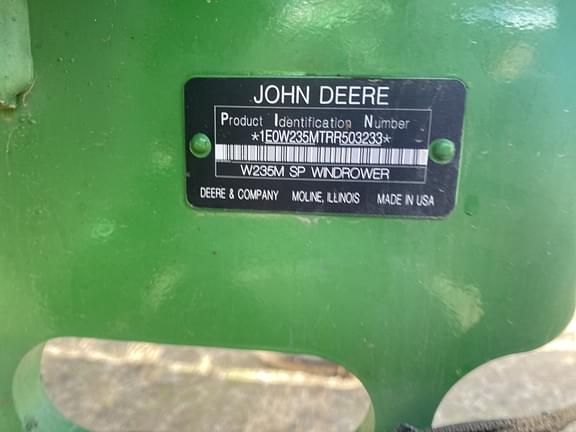 JOHN DEERE
Product Identification Number
*1E0W235MTRR503233*
W235M SP WINDROWER
DEERE & COMPANY MOLINE, ILLINOIS MADE IN USA